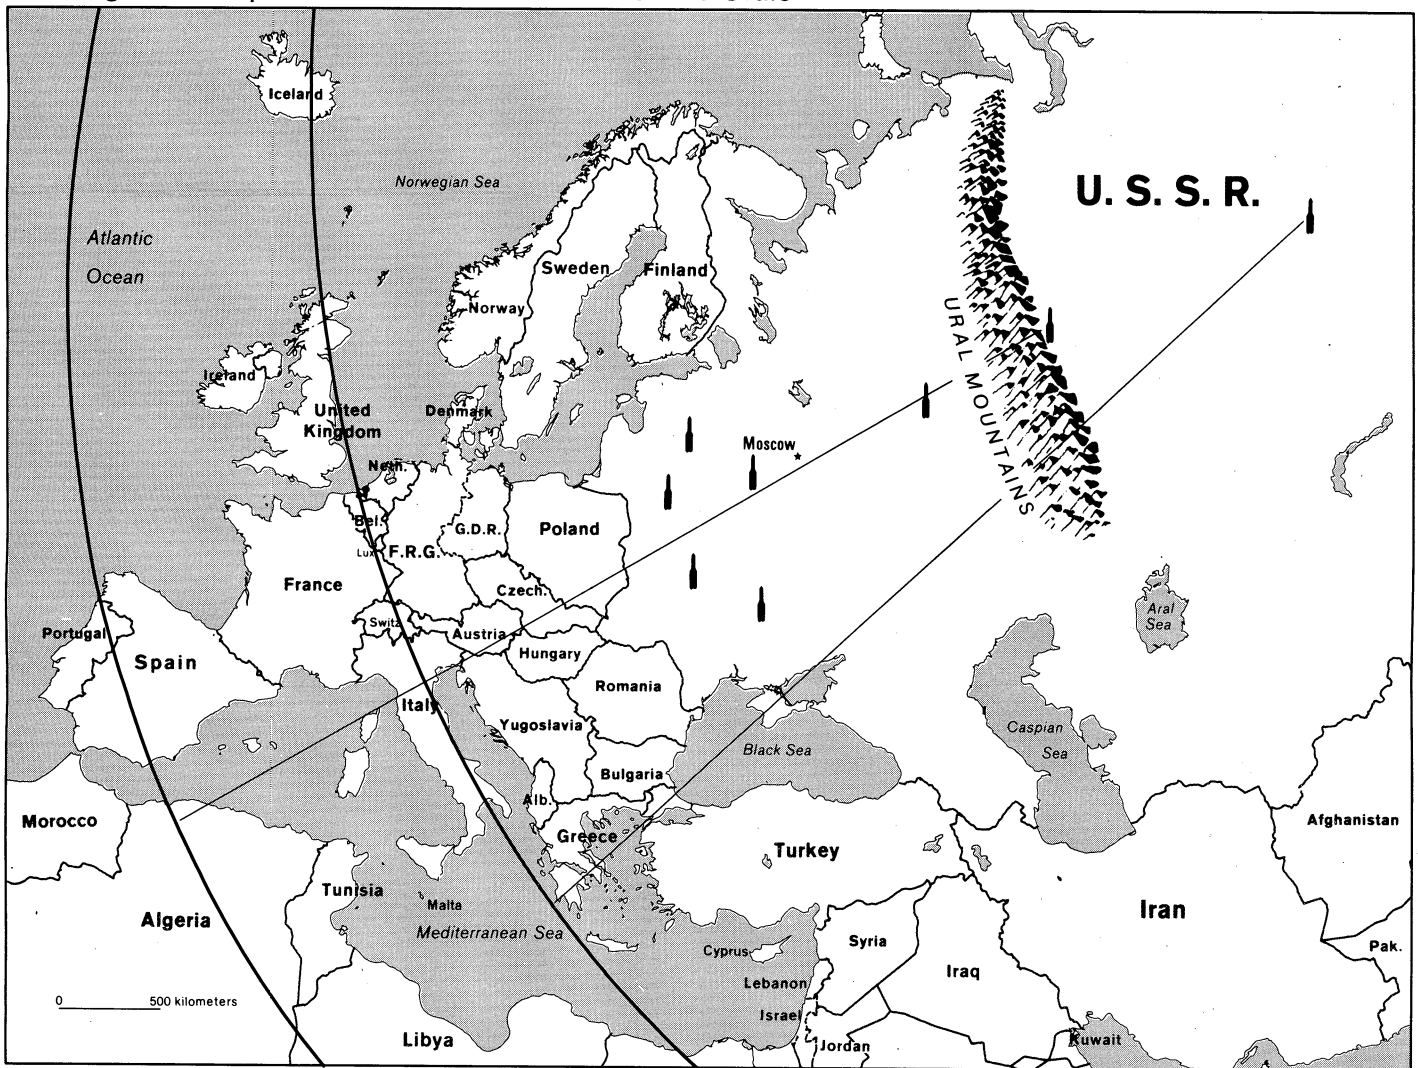 Iceland
Norwegian Sea
U. S. S. R.
Atlantic
Ocean
Sweden
Finland
Norway
URAL MOUNTAINS
Ireland
United
Kingdom
Denmark
Moscow
Neth.
Bel.
G.D.R.
Poland
Lux.
F.R.G.
France
Czech.
Aral
Sea
Portugal
Switz.
Austria
Spain
Hungary
Romania
Italy
Yugoslavia
Caspian
Sea
Black Sea
Bulgaria
Alb.
Morocco
Greece
Afghanistan
Turkey
Tunisia
Malta
Algeria
Iran
Mediterranean Sea
Syria
Pak.
Cyprus
Iraq
Lebanon
0 500 kilometers
Israel
Libya
Jordan
Kuwait